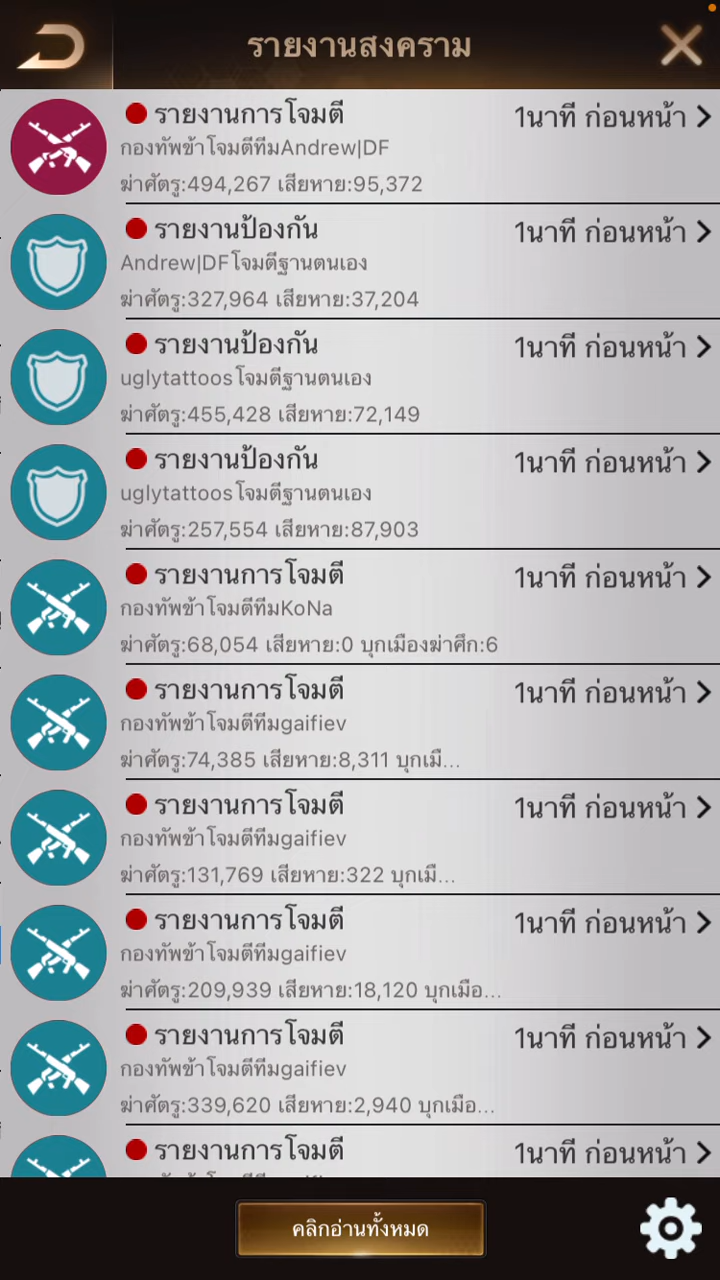 รายงานสงคราม
รายงานการโจมตี 1นาที ก่อนหน้า
กองทัพข้าโจมตีทีมAndrew|DF
ฆ่าศัตรู:494,267 เสียหาย:95,372
รายงานป้องกัน 1นาที ก่อนหน้า
Andrew|DFโจมตีฐานตนเอง
ฆ่าศัตรู:327,964 เสียหาย:37,204
รายงานป้องกัน 1นาที ก่อนหน้า
uglytattoosโจมตีฐานตนเอง
ฆ่าศัตรู:455,428 เสียหาย:72,149
รายงานป้องกัน 1นาที ก่อนหน้า
uglytattoosโจมตีฐานตนเอง
ฆ่าศัตรู:257,554 เสียหาย:87,903
รายงานการโจมตี 1นาที ก่อนหน้า
กองทัพข้าโจมตีทีมKoNa
ฆ่าศัตรู:68,054 เสียหาย:0 บุกเมืองฆ่าศึก:6
รายงานการโจมตี 1นาที ก่อนหน้า
กองทัพข้าโจมตีทีมgaifiev
ฆ่าศัตรู:74,385 เสียหาย:8,311 บุกเมื...
รายงานการโจมตี 1นาที ก่อนหน้า
กองทัพข้าโจมตีทีมgaifiev
ฆ่าศัตรู:131,769 เสียหาย:322 บุกเมื...
รายงานการโจมตี 1นาที ก่อนหน้า
กองทัพข้าโจมตีทีมgaifiev
ฆ่าศัตรู:209,939 เสียหาย:18,120 บุกเมือ...
รายงานการโจมตี 1นาที ก่อนหน้า
กองทัพข้าโจมตีทีมgaifiev
ฆ่าศัตรู:339,620 เสียหาย:2,940 บุกเมือ...
รายงานการโจมตี 1นาที ก่อนหน้า
คลิกอ่านทั้งหมด